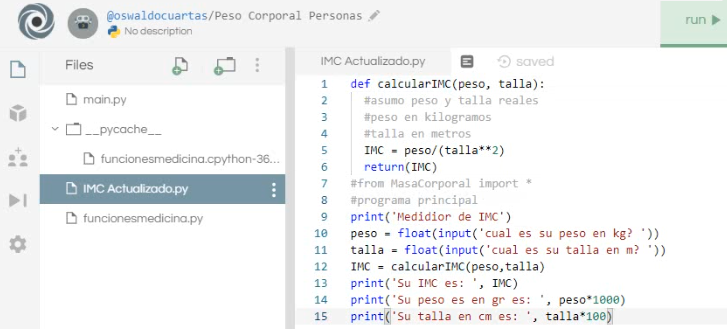 @oswaldocuartas/Peso Corporal Personas
No description
run
Files
main.py
__pycache__
funcionesmedicina.cpython-36...
IMC Actualizado.py
funcionesmedicina.py
IMC Actualizado.py
saved
1 def calcularIMC(peso, talla):
2 #asumo peso y talla reales
3 #peso en kilogramos
4 #talla en metros
5 IMC = peso/(talla**2)
6 return(IMC)
7 #from MasaCorporal import *
8 #programa principal
9 print('Medidior de IMC')
10 peso = float(input('cual es su peso en kg? '))
11 talla = float(input('cual es su talla en m? '))
12 IMC = calcularIMC(peso,talla)
13 print('Su IMC es: ', IMC)
14 print('Su peso es en gr es: ', peso*1000)
15 print('Su talla en cm es: ', talla*100)